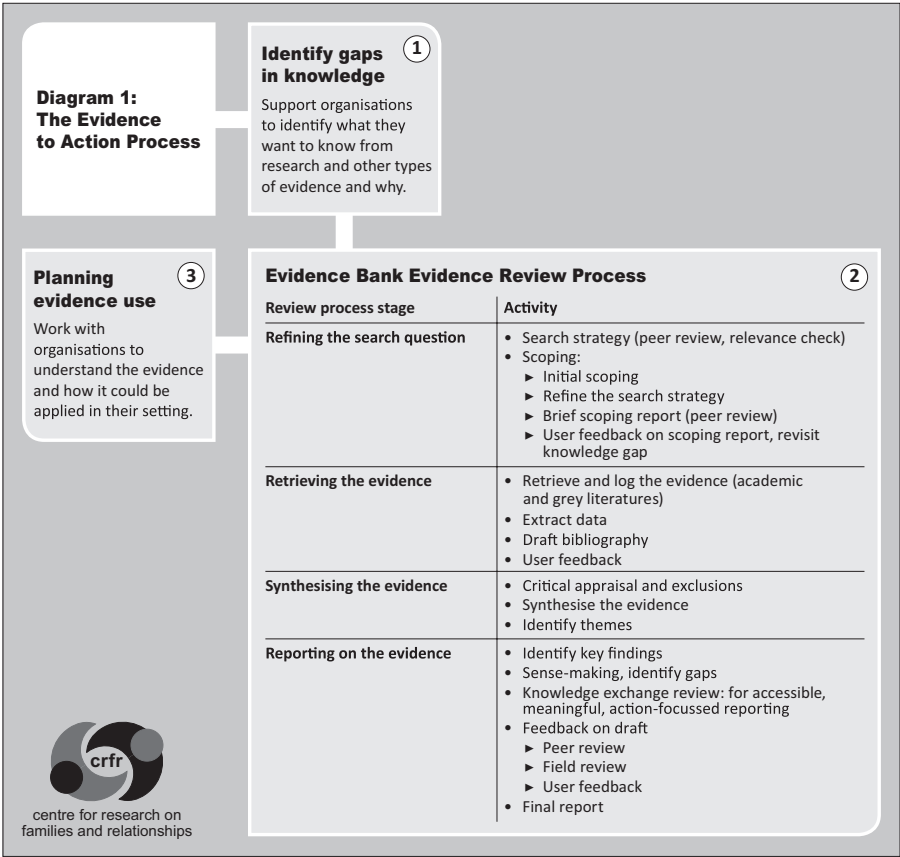 Diagram 1:
The Evidence
to Action Process
Identify gaps
in knowledge
1
Support organisations
to identify what they
want to know from
research and other types
of evidence and why.
Evidence Bank Evidence Review Process
2
Review process stage
Activity
Refining the search question
• Search strategy (peer review, relevance check)
• Scoping:
► Initial scoping
► Refine the search strategy
► Brief scoping report (peer review)
► User feedback on scoping report, revisit
knowledge gap
Retrieving the evidence
• Retrieve and log the evidence (academic
and grey literatures)
• Extract data
• Draft bibliography
• User feedback
Synthesising the evidence
• Critical appraisal and exclusions
• Synthesise the evidence
• Identify themes
Reporting on the evidence
• Identify key findings
• Sense-making, identify gaps
• Knowledge exchange review: for accessible,
meaningful, action-focussed reporting
• Feedback on draft
► Peer review
► Field review
► User feedback
• Final report
Planning
evidence use
3
Work with
organisations to
understand the evidence
and how it could be
applied in their setting.
crfr
centre for research on
families and relationships